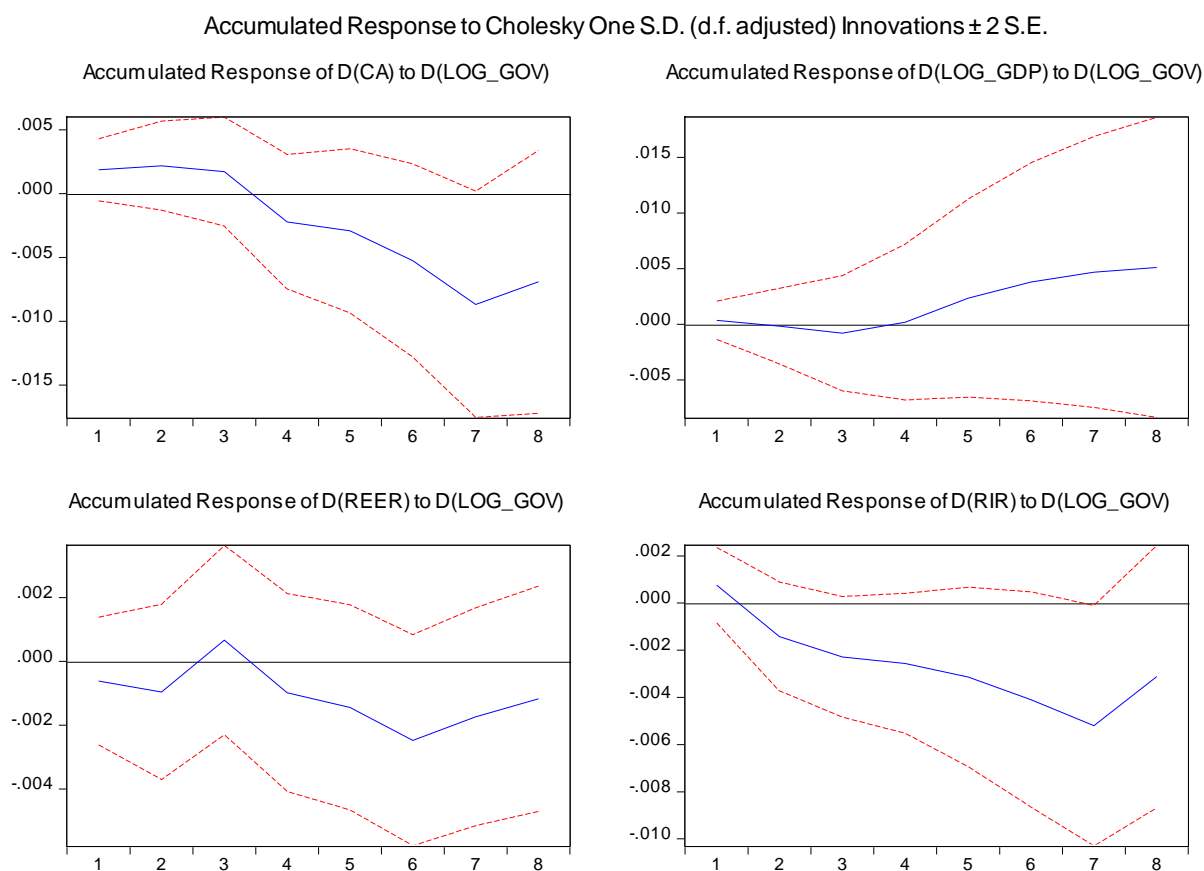 Accumulated Response to Cholesky One S.D. (d.f. adjusted) Innovations ± 2 S.E.
Accumulated Response of D(CA) to D(LOG_GOV)
.005
.000
-.005
-.010
-.015
1 2 3 4 5 6 7 8
Accumulated Response of D(LOG_GDP) to D(LOG_GOV)
.015
.010
.005
.000
-.005
1 2 3 4 5 6 7 8
Accumulated Response of D(REER) to D(LOG_GOV)
.002
.000
-.002
-.004
1 2 3 4 5 6 7 8
Accumulated Response of D(RIR) to D(LOG_GOV)
.002
.000
-.002
-.004
-.006
-.008
-.010
1 2 3 4 5 6 7 8